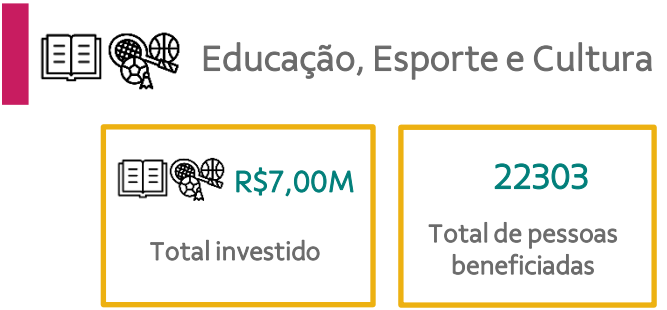 Educação, Esporte e Cultura
R$7,00M
Total investido
22303
Total de pessoas
beneficiadas